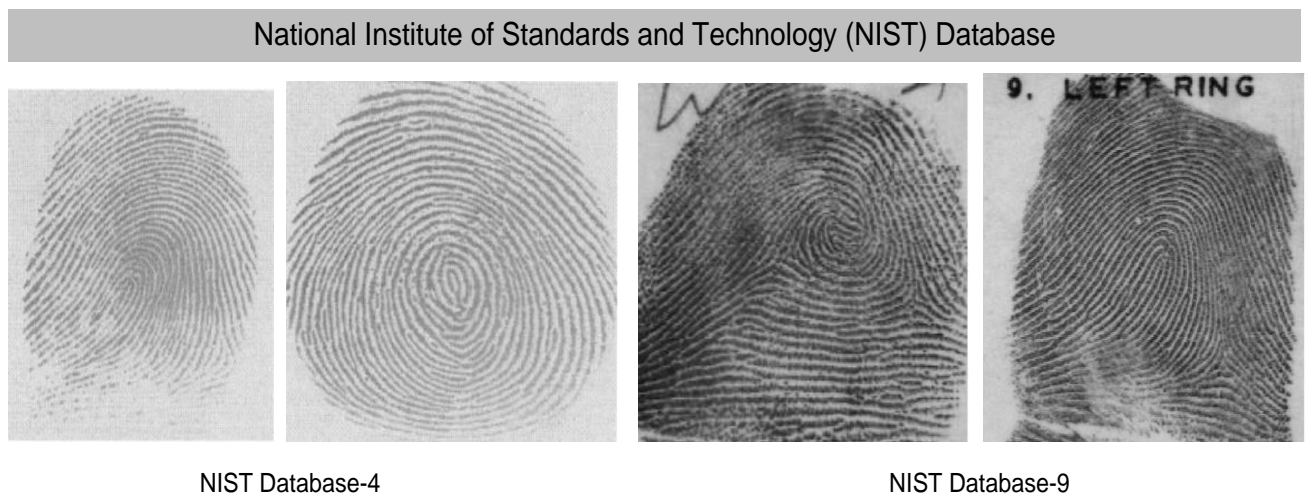 National Institute of Standards and Technology (NIST) Database
9. LEFT RING
NIST Database-4
NIST Database-9